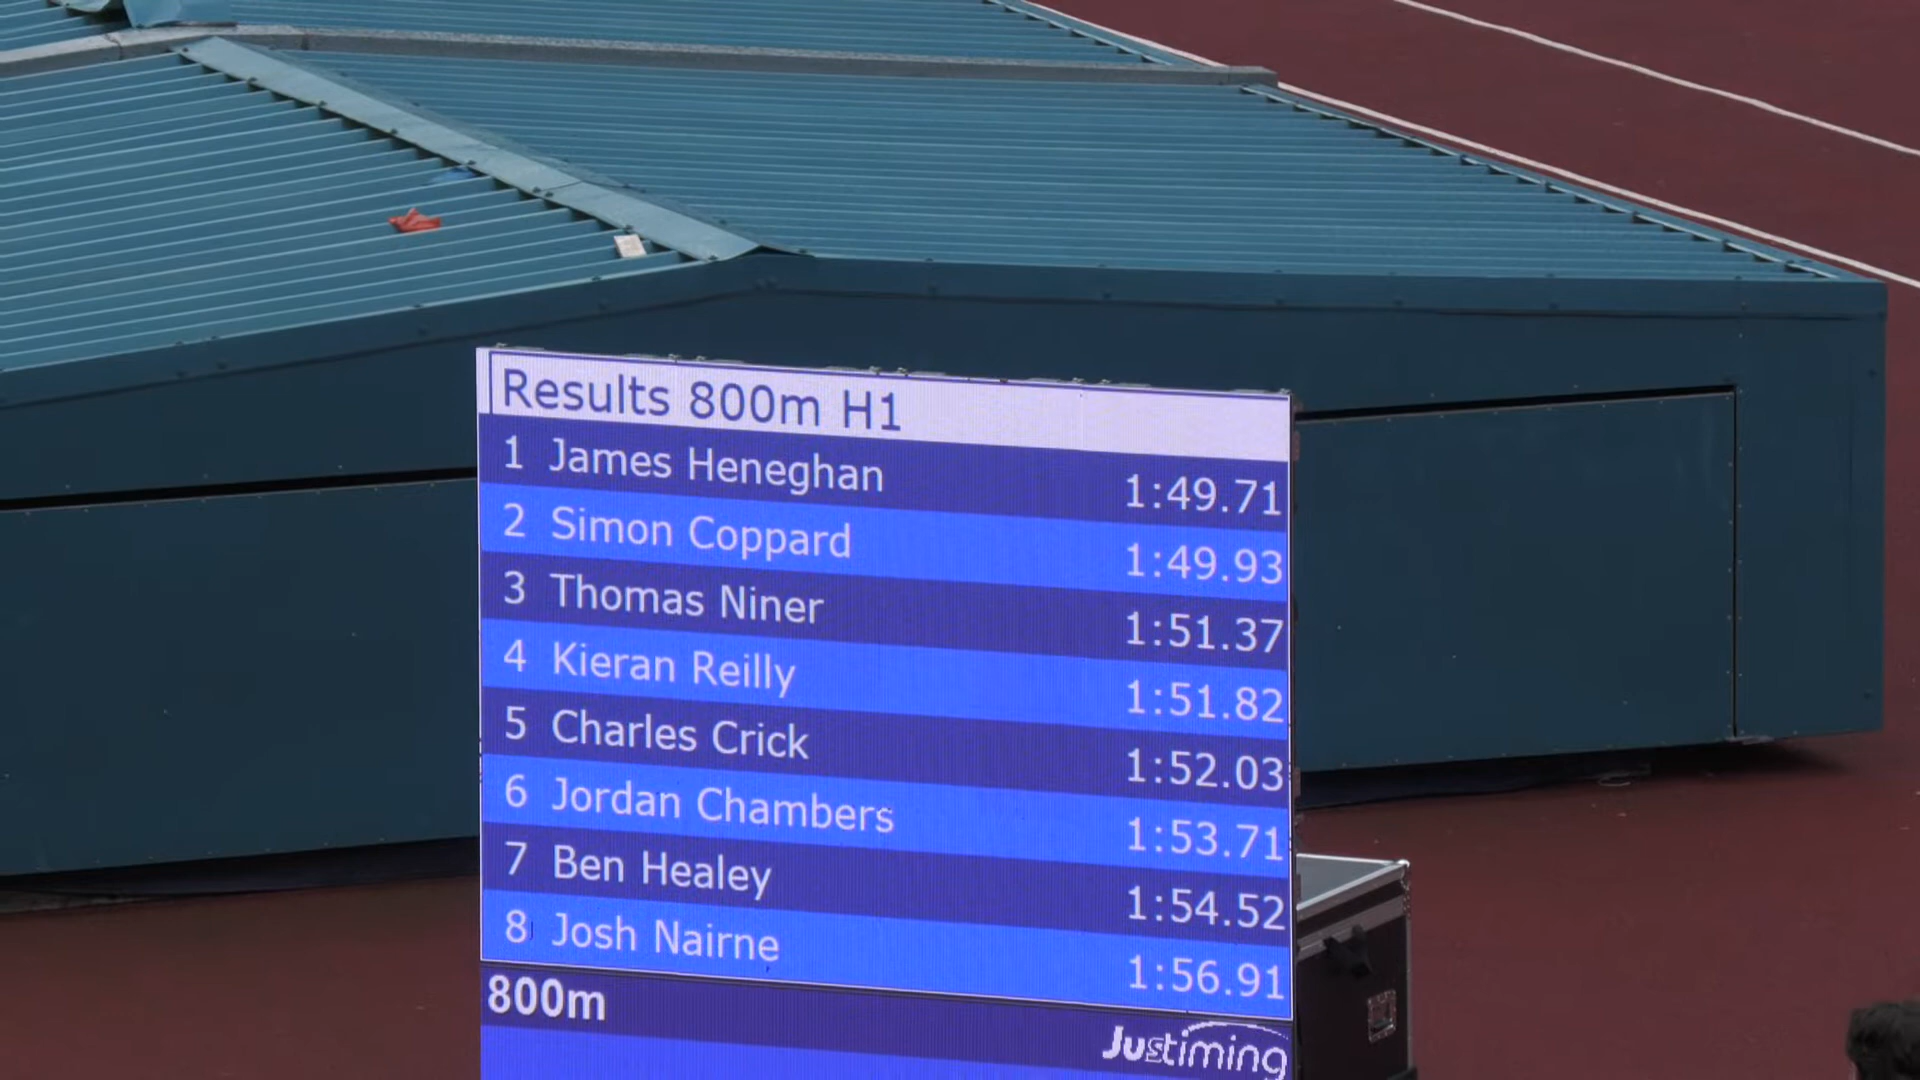 Results 800m H1
1 James Heneghan 1:49.71
2 Simon Coppard 1:49.93
3 Thomas Niner 1:51.37
4 Kieran Reilly 1:51.82
5 Charles Crick 1:52.03
6 Jordan Chambers 1:53.71
7 Ben Healey 1:54.52
8 Josh Nairne 1:56.91
800m
Justiming